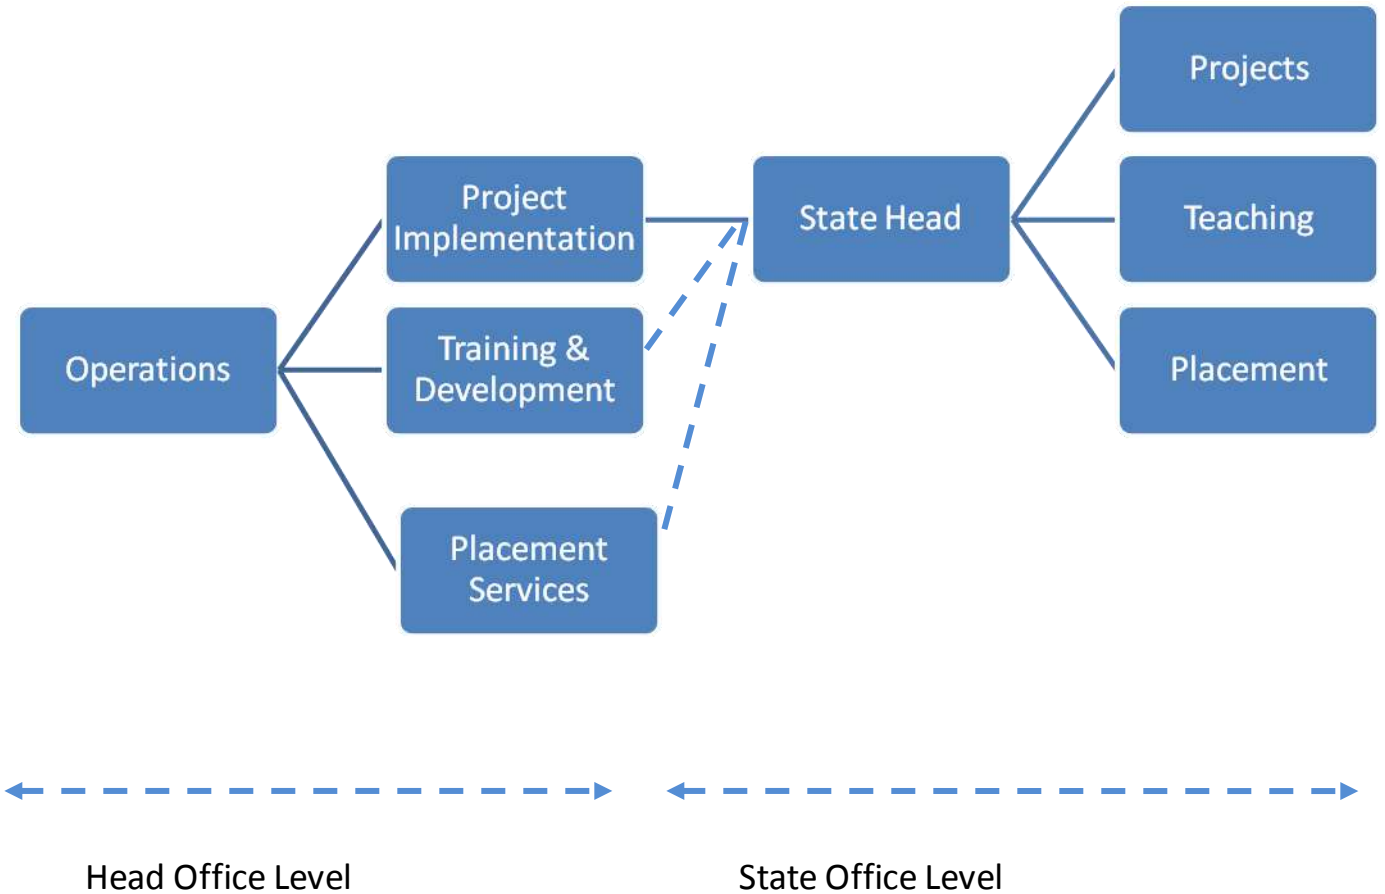 Projects
Project
Implementation
State Head
Teaching
Operations
Training &
Development
Placement
Placement
Services
Head Office Level
State Office Level